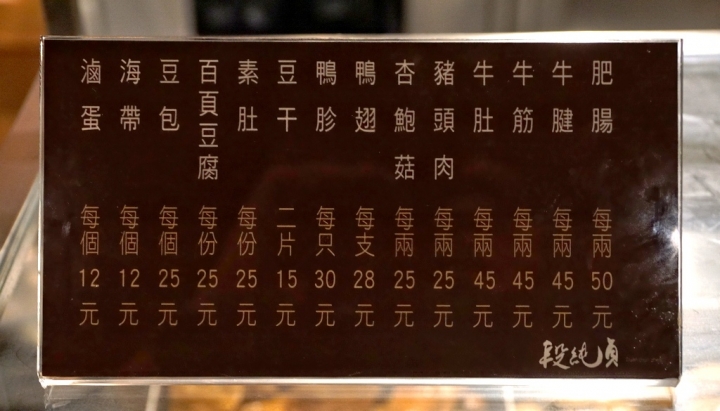 肥腸 每兩50元
牛腱 每兩45元
牛筋 每兩45元
牛肚 每兩45元
豬頭肉 每兩25元
杏鮑菇 每兩25元
鴨翅 每支28元
鴨胗 每只30元
豆干 二片15元
素肚 每份25元
百頁豆腐 每份25元
豆包 每個25元
海帶 每個12元
滷蛋 每個12元
段純貞